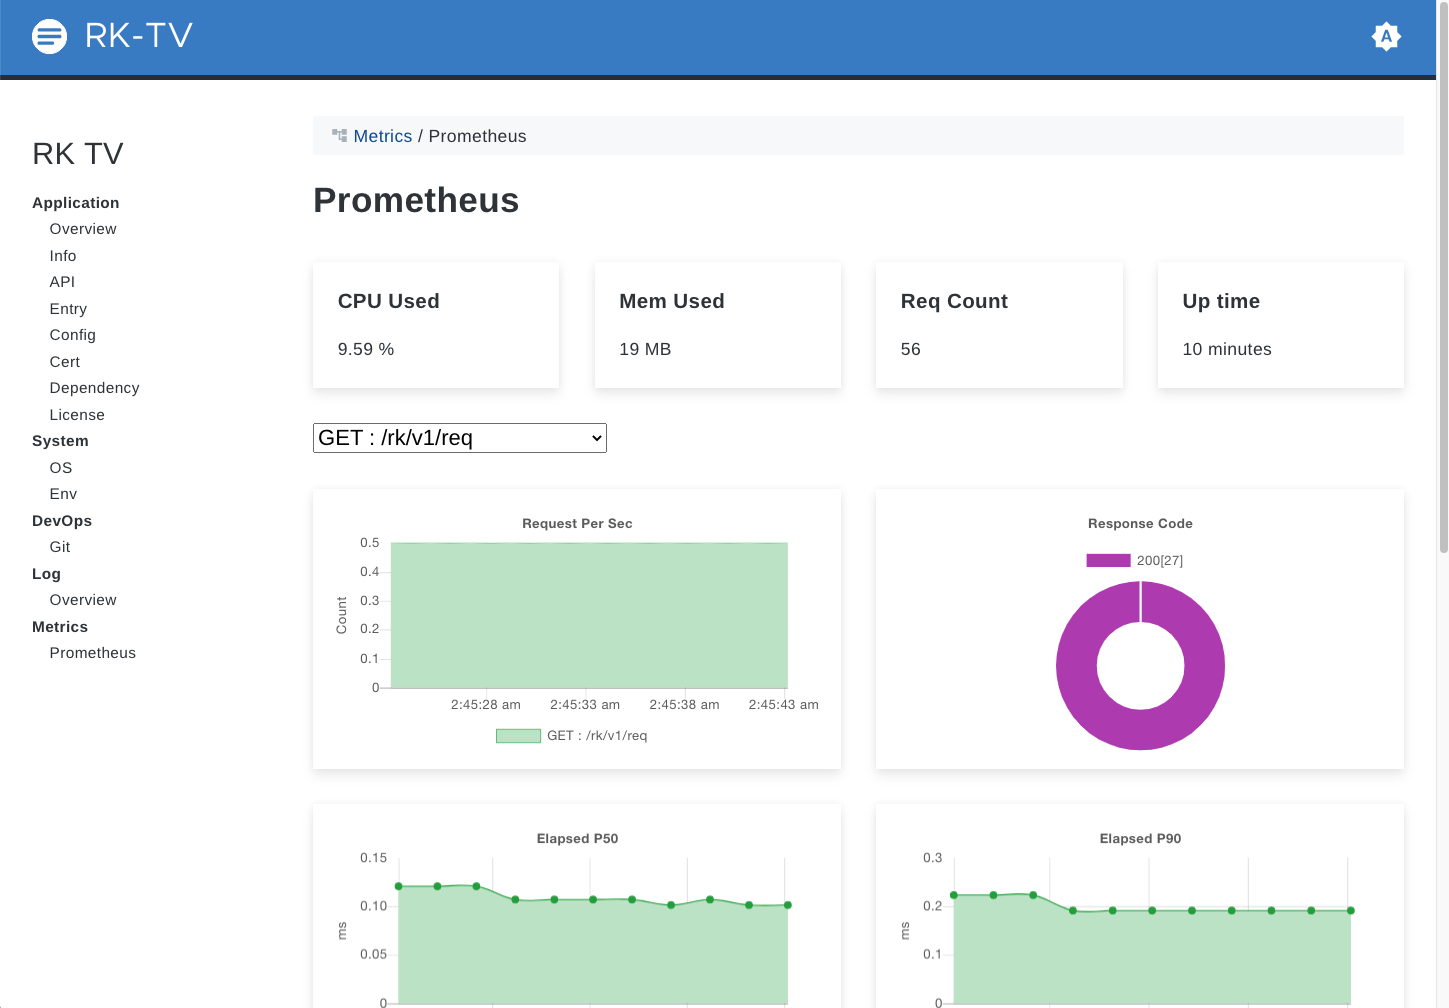 RK-TV
A
RK TV
Application
Overview
Info
API
Entry
Config
Cert
Dependency
License
System
OS
Env
DevOps
Git
Log
Overview
Metrics
Prometheus
Metrics / Prometheus
Prometheus
CPU Used
9.59 %
Mem Used
19 MB
Req Count
56
Up time
10 minutes
GET : /rk/v1/req
Request Per Sec
0.5
0.4
0.3
0.2
0.1
0
Count
2:45:28 am 2:45:33 am 2:45:38 am 2:45:43 am
GET : /rk/v1/req
Response Code
200[27]
Elapsed P50
0.15
0.10
0.05
0
ms
Elapsed P90
0.3
0.2
0.1
0
ms